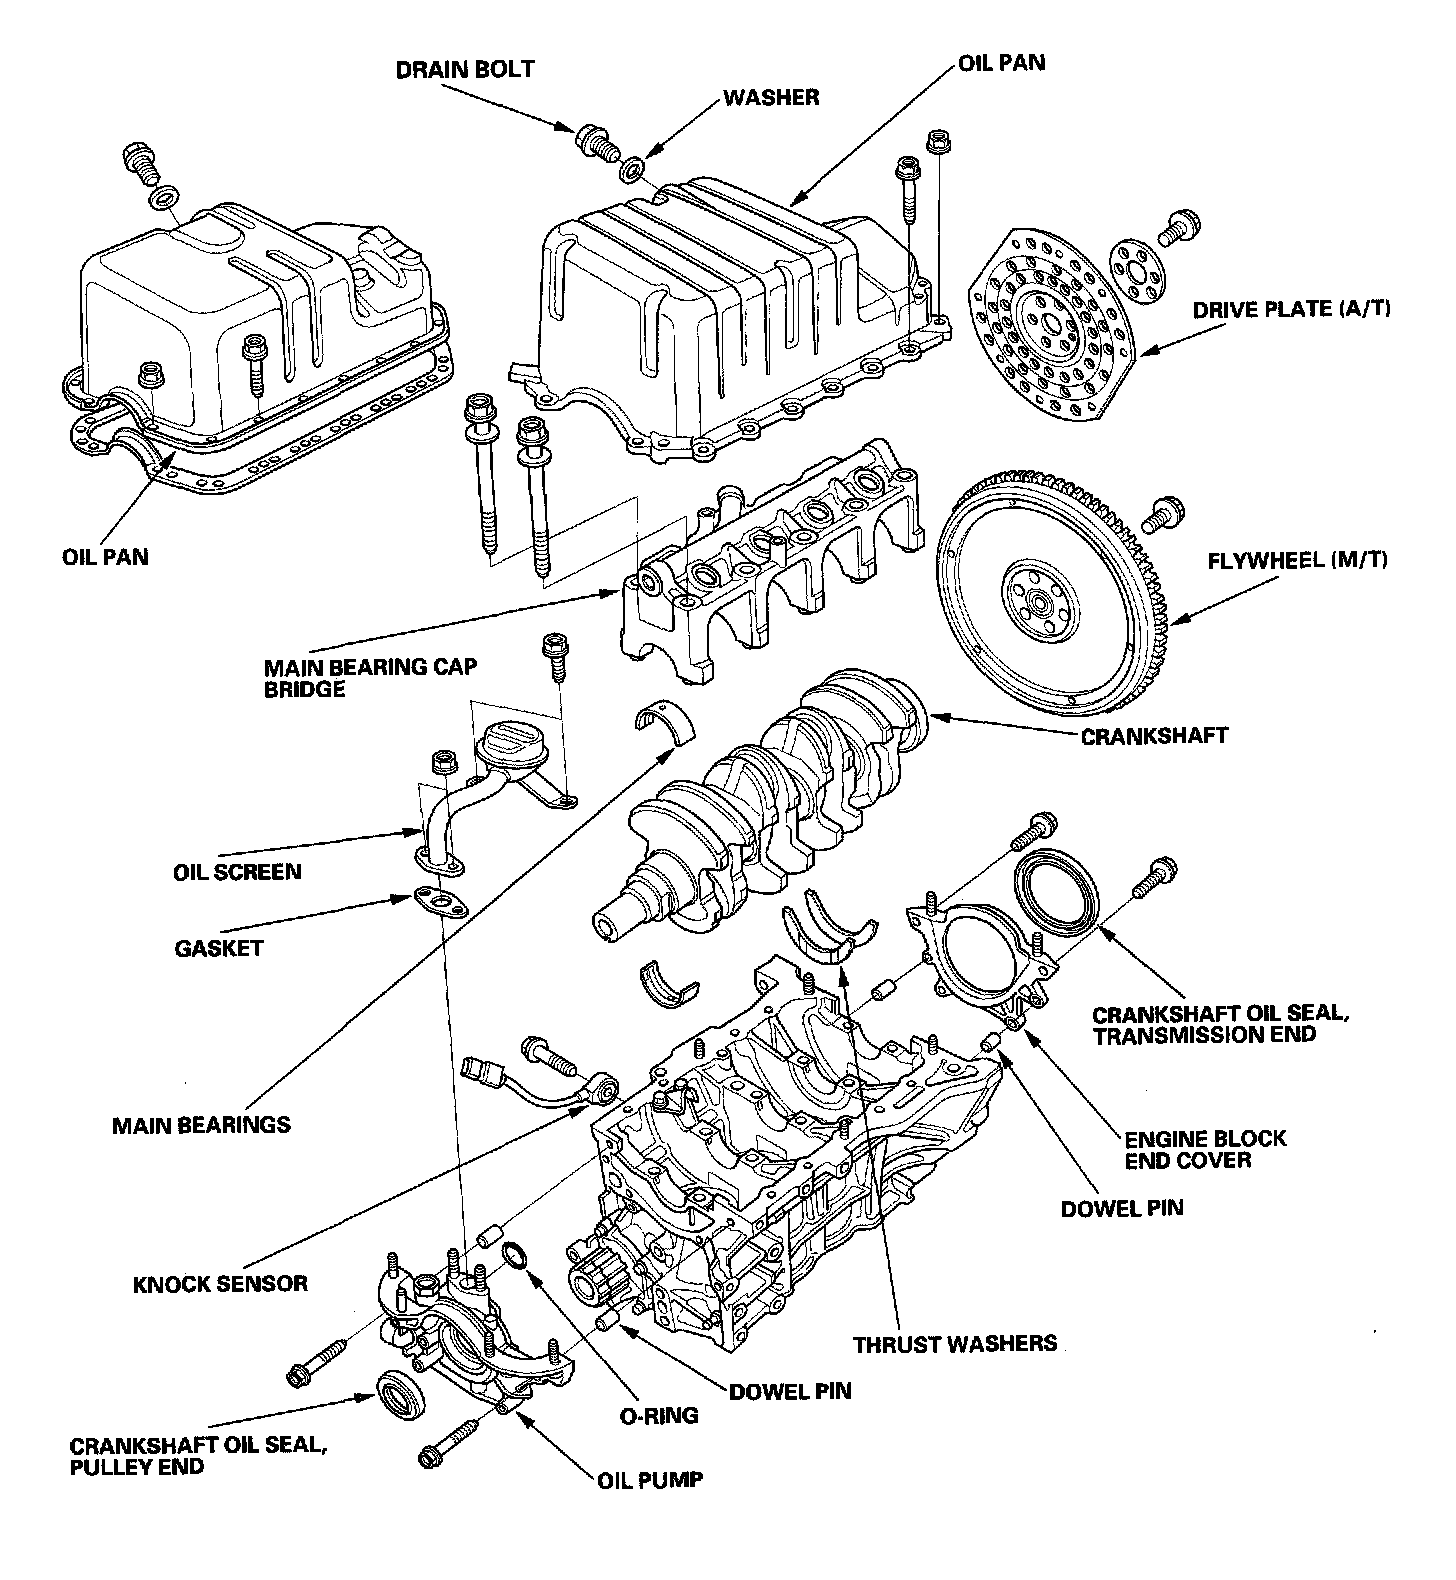 DRAIN BOLT
OIL PAN
WASHER
DRIVE PLATE (A/T)
OIL PAN
FLYWHEEL (M/T)
MAIN BEARING CAP
BRIDGE
CRANKSHAFT
OIL SCREEN
GASKET
CRANKSHAFT OIL SEAL,
TRANSMISSION END
MAIN BEARINGS
ENGINE BLOCK
END COVER
DOWEL PIN
KNOCK SENSOR
THRUST WASHERS
DOWEL PIN
O-RING
CRANKSHAFT OIL SEAL,
PULLEY END
OIL PUMP